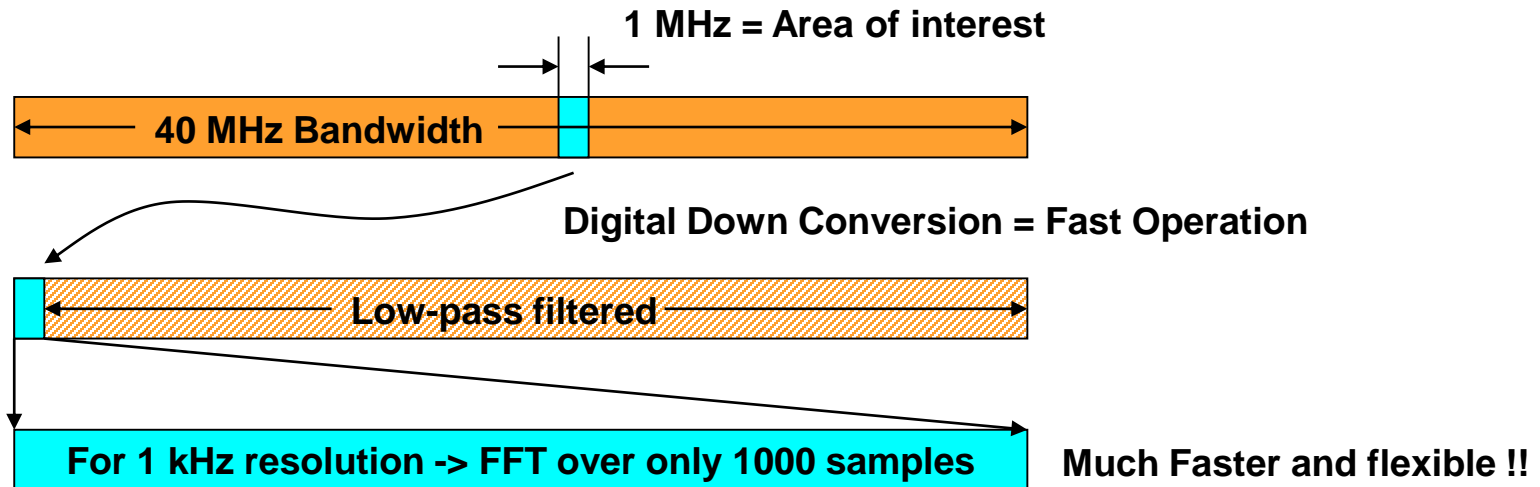 1 MHz = Area of interest
40 MHz Bandwidth
Digital Down Conversion = Fast Operation
Low-pass filtered
For 1 kHz resolution -> FFT over only 1000 samples
Much Faster and flexible !!